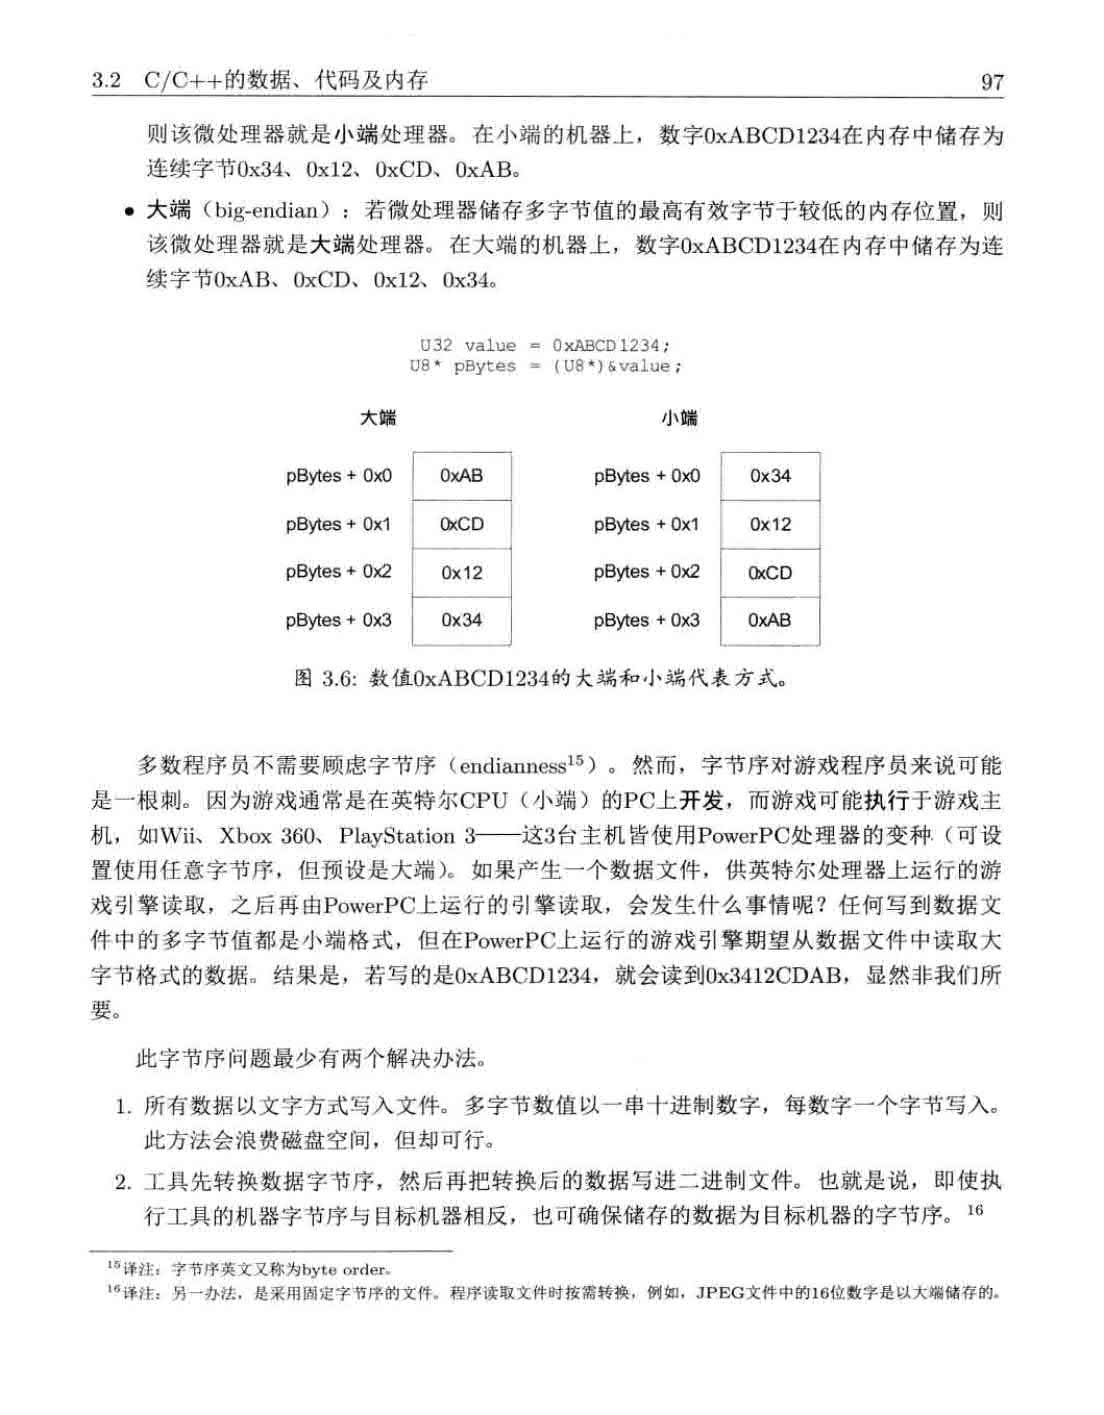 3.2 C/C++的数据、代码及内存 97
则该微处理器就是小端处理器。在小端的机器上，数字0xABCD1234在内存中储存为
连续字节0x34、0x12、0xCD、0xAB。
• 大端（big-endian）：若微处理器储存多字节值的最高有效字节于较低的内存位置，则
该微处理器就是大端处理器。在大端的机器上，数字0xABCD1234在内存中储存为连
续字节0xAB、0xCD、0x12、0x34。
U32 value = 0xABCD1234;
U8* pBytes = (U8*)&value;
大端 小端
pBytes + 0x0 0xAB pBytes + 0x0 0x34
pBytes + 0x1 0xCD pBytes + 0x1 0x12
pBytes + 0x2 0x12 pBytes + 0x2 0xCD
pBytes + 0x3 0x34 pBytes + 0x3 0xAB
图 3.6: 数值0xABCD1234的大端和小端代表方式。
多数程序员不需要顾虑字节序（endianness15）。然而，字节序对游戏程序员来说可能
是一根刺。因为游戏通常是在英特尔CPU（小端）的PC上开发，而游戏可能执行于游戏主
机，如Wii、Xbox 360、PlayStation 3——这3台主机皆使用PowerPC处理器的变种（可设
置使用任意字节序，但预设是大端）。如果产生一个数据文件，供英特尔处理器上运行的游
戏引擎读取，之后再由PowerPC上运行的引擎读取，会发生什么事情呢？任何写到数据文
件中的多字节值都是小端格式，但在PowerPC上运行的游戏引擎期望从数据文件中读取大
字节格式的数据。结果是，若写的是0xABCD1234，就会读到0x3412CDAB，显然非我们所
要。
此字节序问题最少有两个解决办法。
1. 所有数据以文字方式写入文件。多字节数值以一串十进制数字，每数字一个字节写入。
此方法会浪费磁盘空间，但却可行。
2. 工具先转换数据字节序，然后再把转换后的数据写进二进制文件。也就是说，即使执
行工具的机器字节序与目标机器相反，也可确保储存的数据为目标机器的字节序。16
15译注：字节序英文又称为byte order。
16译注：另一办法，是采用固定字节序的文件。程序读取文件时按需转换，例如，JPEG文件中的16位数字是以大端储存的。